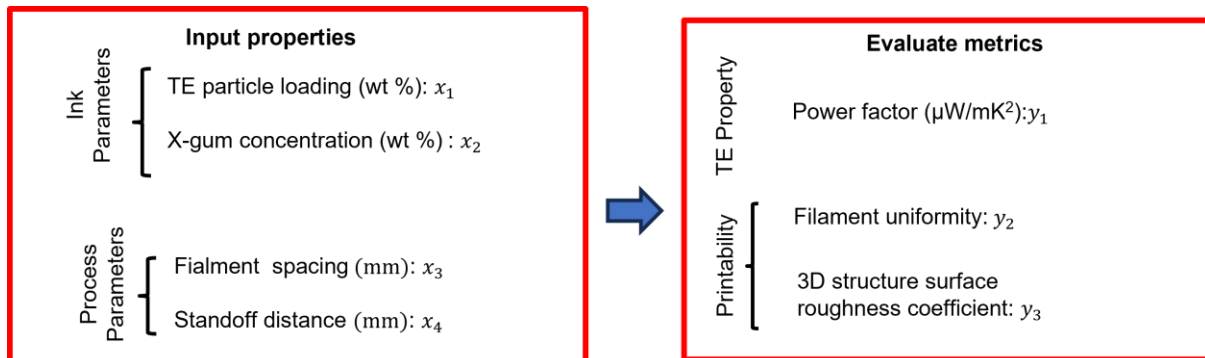 Input properties
Ink
Parameters
TE particle loading (wt %): x₁
X-gum concentration (wt %) : x₂
Process
Parameters
Fialment spacing (mm): x₃
Standoff distance (mm): x₄
Evaluate metrics
TE Property
Power factor (μW/mK²):y₁
Printability
Filament uniformity: y₂
3D structure surface
roughness coefficient: y₃